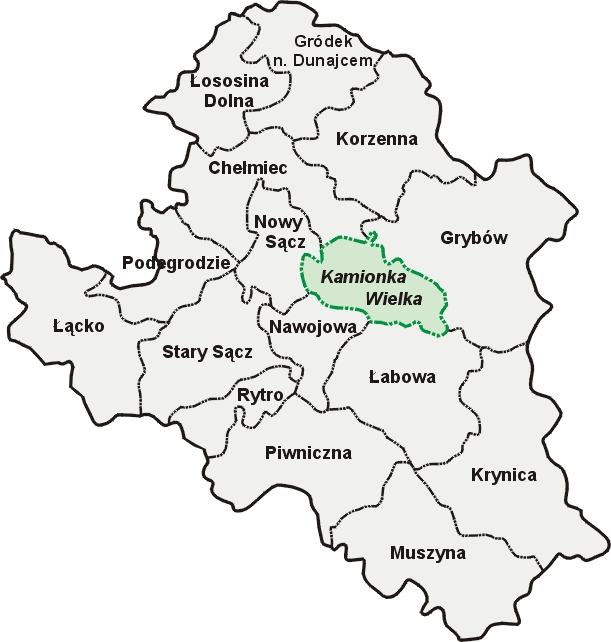 Gródek
n. Dunajcem
Łososina
Dolna
Korzenna
Chełmiec
Nowy
Sącz
Grybów
Podegrodzie
Kamionka
Wielka
Łącko
Nawojowa
Stary Sącz
Łabowa
Rytro
Piwniczna
Krynica
Muszyna